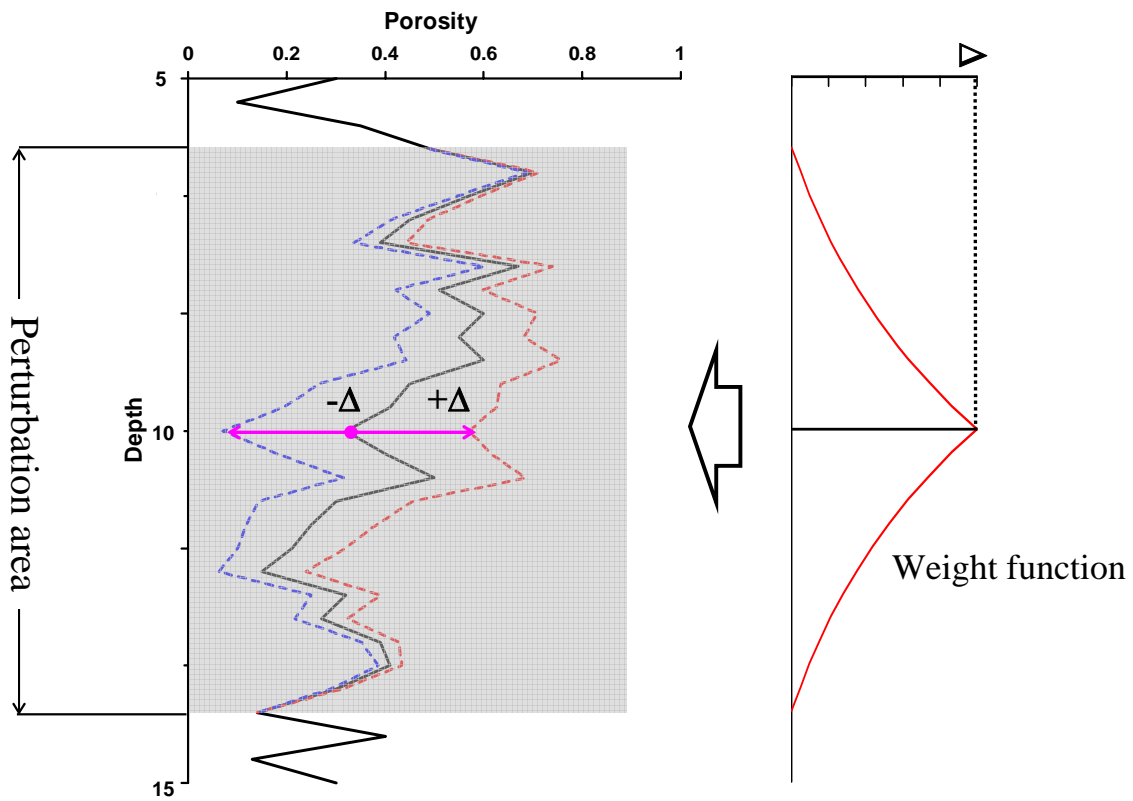 Porosity
0 0.2 0.4 0.6 0.8 1
5
Perturbation area
Depth
-Δ +Δ
10
15
Δ
Weight function